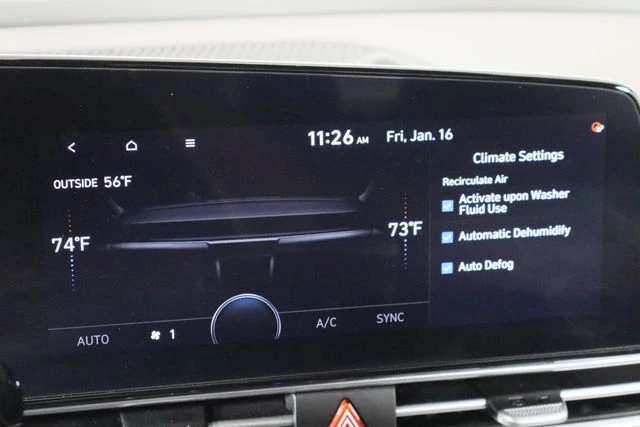 11:26 AM Fri, Jan. 16
OUTSIDE 56°F
74°F
73°F
AUTO
1
A/C
SYNC
Climate Settings
Recirculate Air
Activate upon Washer
Fluid Use
Automatic Dehumidify
Auto Defog